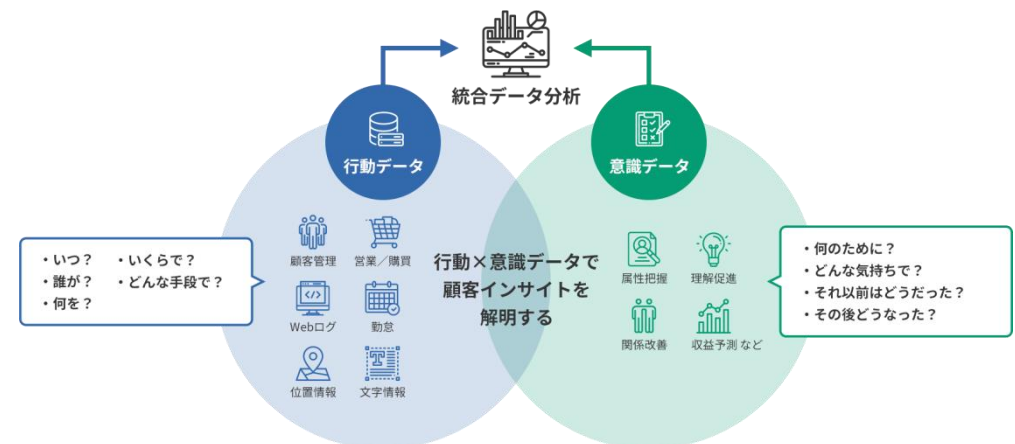 統合データ分析
行動データ
意識データ
・いつ？ ・いくらで？
・誰が？ ・どんな手段で？
・何を？
顧客管理 営業／購買
Webログ 勤怠
位置情報 文字情報
行動×意識データで
顧客インサイトを
解明する
属性把握 理解促進
関係改善 収益予測 など
・何のために？
・どんな気持ちで？
・それ以前はどうだった？
・その後どうなった？